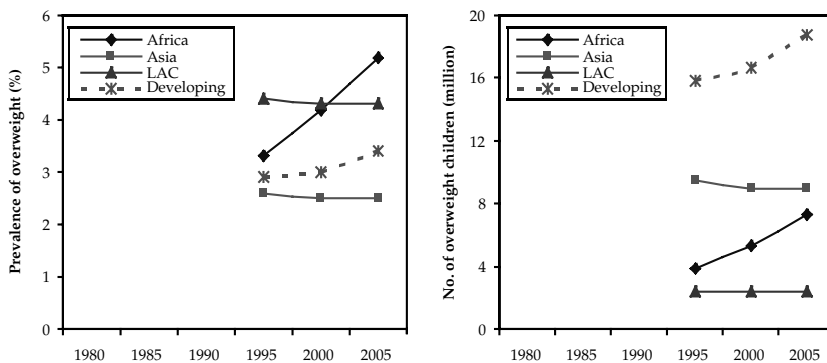 Prevalence of overweight (%)
6
5
4
3
2
1
0
Africa
Asia
LAC
Developing
1980 1985 1990 1995 2000 2005
No. of overweight children (million)
20
16
12
8
4
0
Africa
Asia
LAC
Developing
1980 1985 1990 1995 2000 2005